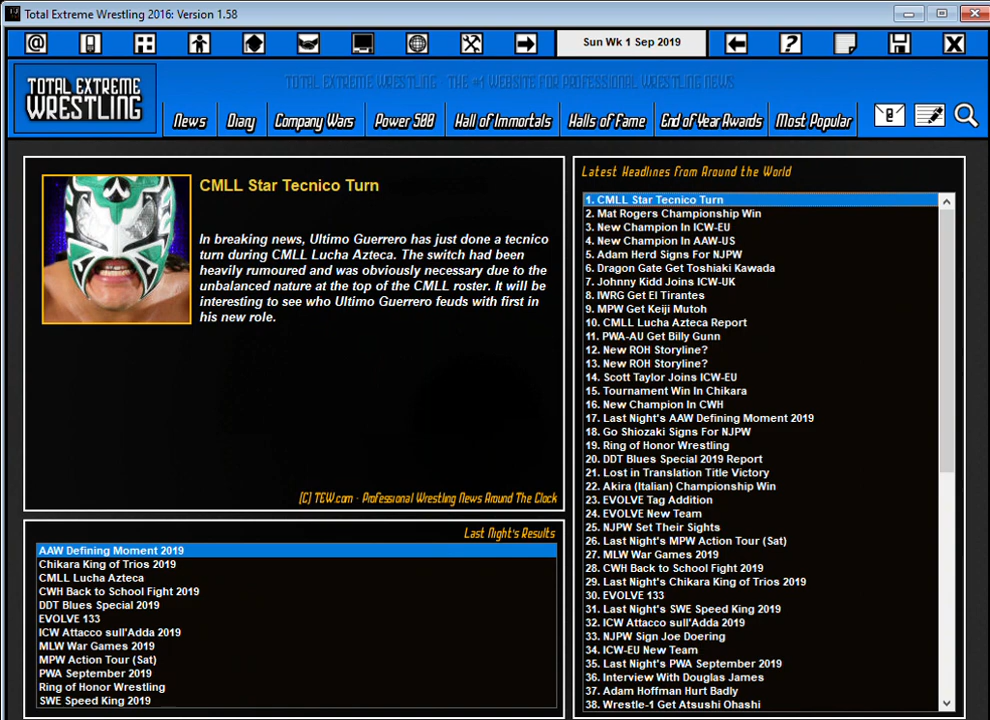 Total Extreme Wrestling 2016: Version 1.58
Sun Wk 1 Sep 2019
TOTAL EXTREME WRESTLING
TOTAL EXTREME WRESTLING - THE #1 WEBSITE FOR PROFESSIONAL WRESTLING NEWS
News
Diary
Company Wars
Power 500
Hall of Immortals
Halls of Fame
End of Year Awards
Most Popular
CMLL Star Tecnico Turn
In breaking news, Ultimo Guerrero has just done a tecnico
turn during CMLL Lucha Azteca. The switch had been
heavily rumoured and was obviously necessary due to the
unbalanced nature at the top of the CMLL roster. It will be
interesting to see who Ultimo Guerrero feuds with first in
his new role.
(C) TEW.com - Professional Wrestling News Around The Clock
Last Night's Results
AAW Defining Moment 2019
Chikara King of Trios 2019
CMLL Lucha Azteca
CWH Back to School Fight 2019
DDT Blues Special 2019
EVOLVE 133
ICW Attacco sull'Adda 2019
MLW War Games 2019
MPW Action Tour (Sat)
PWA September 2019
Ring of Honor Wrestling
SWE Speed King 2019
Latest Headlines From Around the World
1. CMLL Star Tecnico Turn
2. Mat Rogers Championship Win
3. New Champion In ICW-EU
4. New Champion In AAW-US
5. Adam Herd Signs For NJPW
6. Dragon Gate Get Toshiaki Kawada
7. Johnny Kidd Joins ICW-UK
8. IWRG Get El Tirantes
9. MPW Get Keiji Mutoh
10. CMLL Lucha Azteca Report
11. PWA-AU Get Billy Gunn
12. New ROH Storyline?
13. New ROH Storyline?
14. Scott Taylor Joins ICW-EU
15. Tournament Win In Chikara
16. New Champion In CWH
17. Last Night's AAW Defining Moment 2019
18. Go Shiozaki Signs For NJPW
19. Ring of Honor Wrestling
20. DDT Blues Special 2019 Report
21. Lost in Translation Title Victory
22. Akira (Italian) Championship Win
23. EVOLVE Tag Addition
24. EVOLVE New Team
25. NJPW Set Their Sights
26. Last Night's MPW Action Tour (Sat)
27. MLW War Games 2019
28. CWH Back to School Fight 2019
29. Last Night's Chikara King of Trios 2019
30. EVOLVE 133
31. Last Night's SWE Speed King 2019
32. ICW Attacco sull'Adda 2019
33. NJPW Sign Joe Doering
34. ICW-EU New Team
35. Last Night's PWA September 2019
36. Interview With Douglas James
37. Adam Hoffman Hurt Badly
38. Wrestle-1 Get Atsushi Ohashi